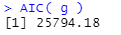 > AIC( g )
[1] 25794.18